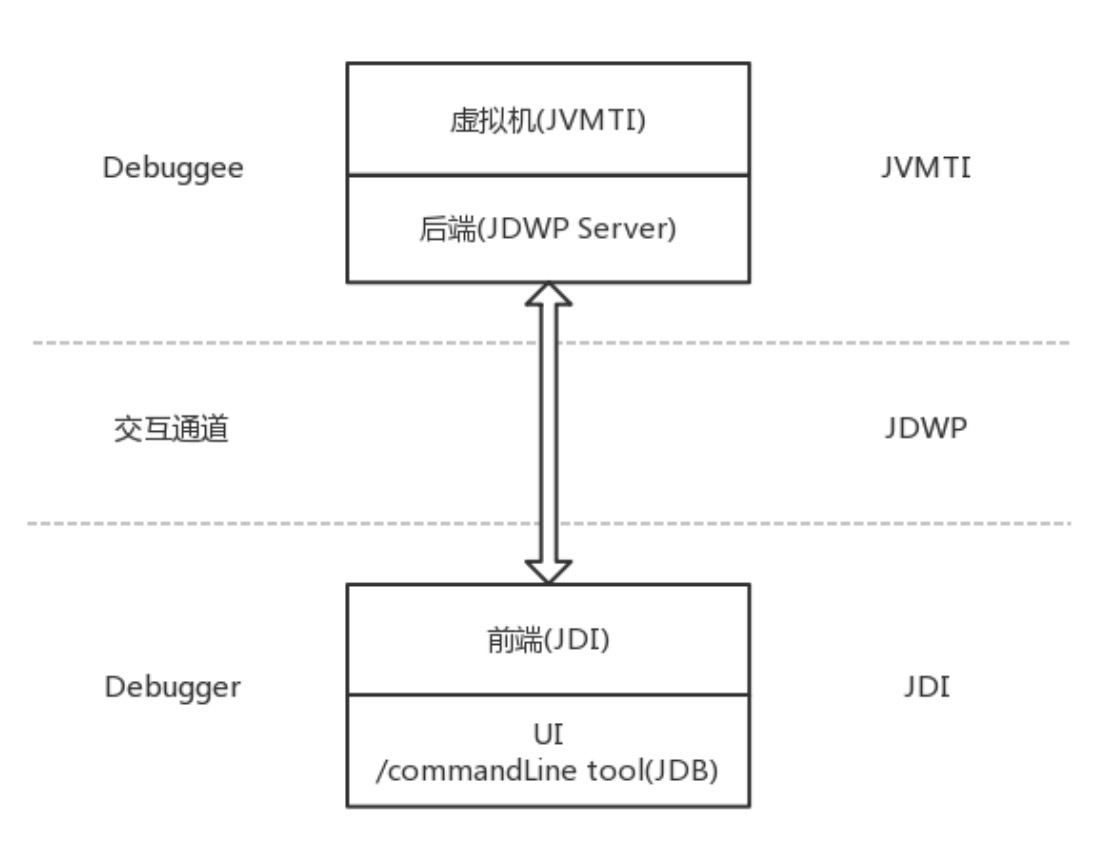 虚拟机(JVMTI)
Debuggee
JVMTI
后端(JDWP Server)
交互通道
JDWP
前端(JDI)
Debugger
JDI
UI
/commandLine tool(JDB)